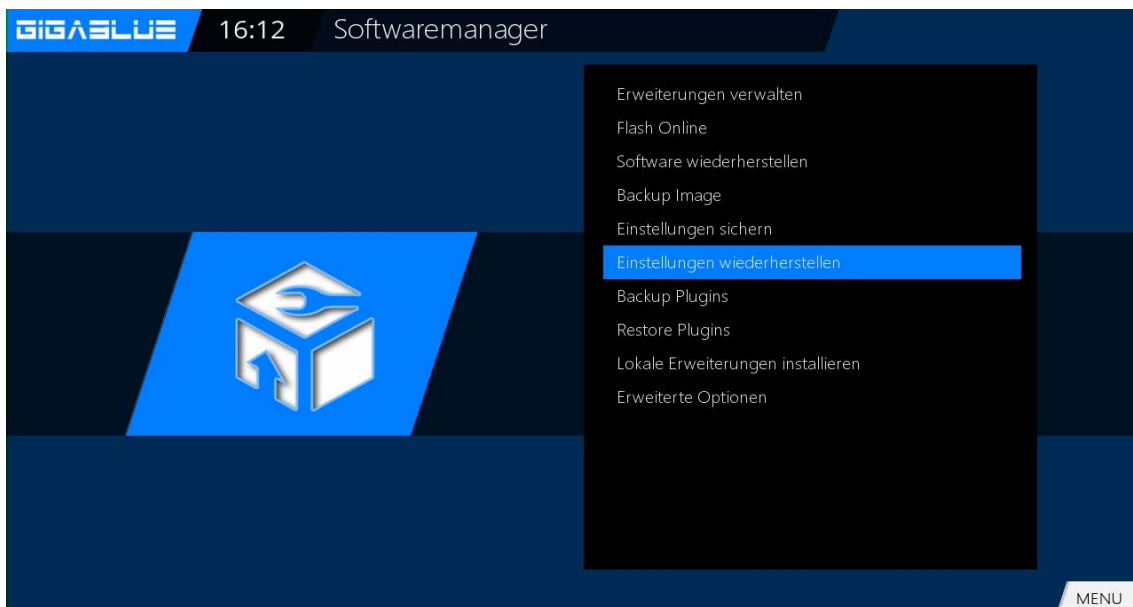 GIGABLUE 16:12 Softwaremanager
Erweiterungen verwalten
Flash Online
Software wiederherstellen
Backup Image
Einstellungen sichern
Einstellungen wiederherstellen
Backup Plugins
Restore Plugins
Lokale Erweiterungen installieren
Erweiterte Optionen
MENU